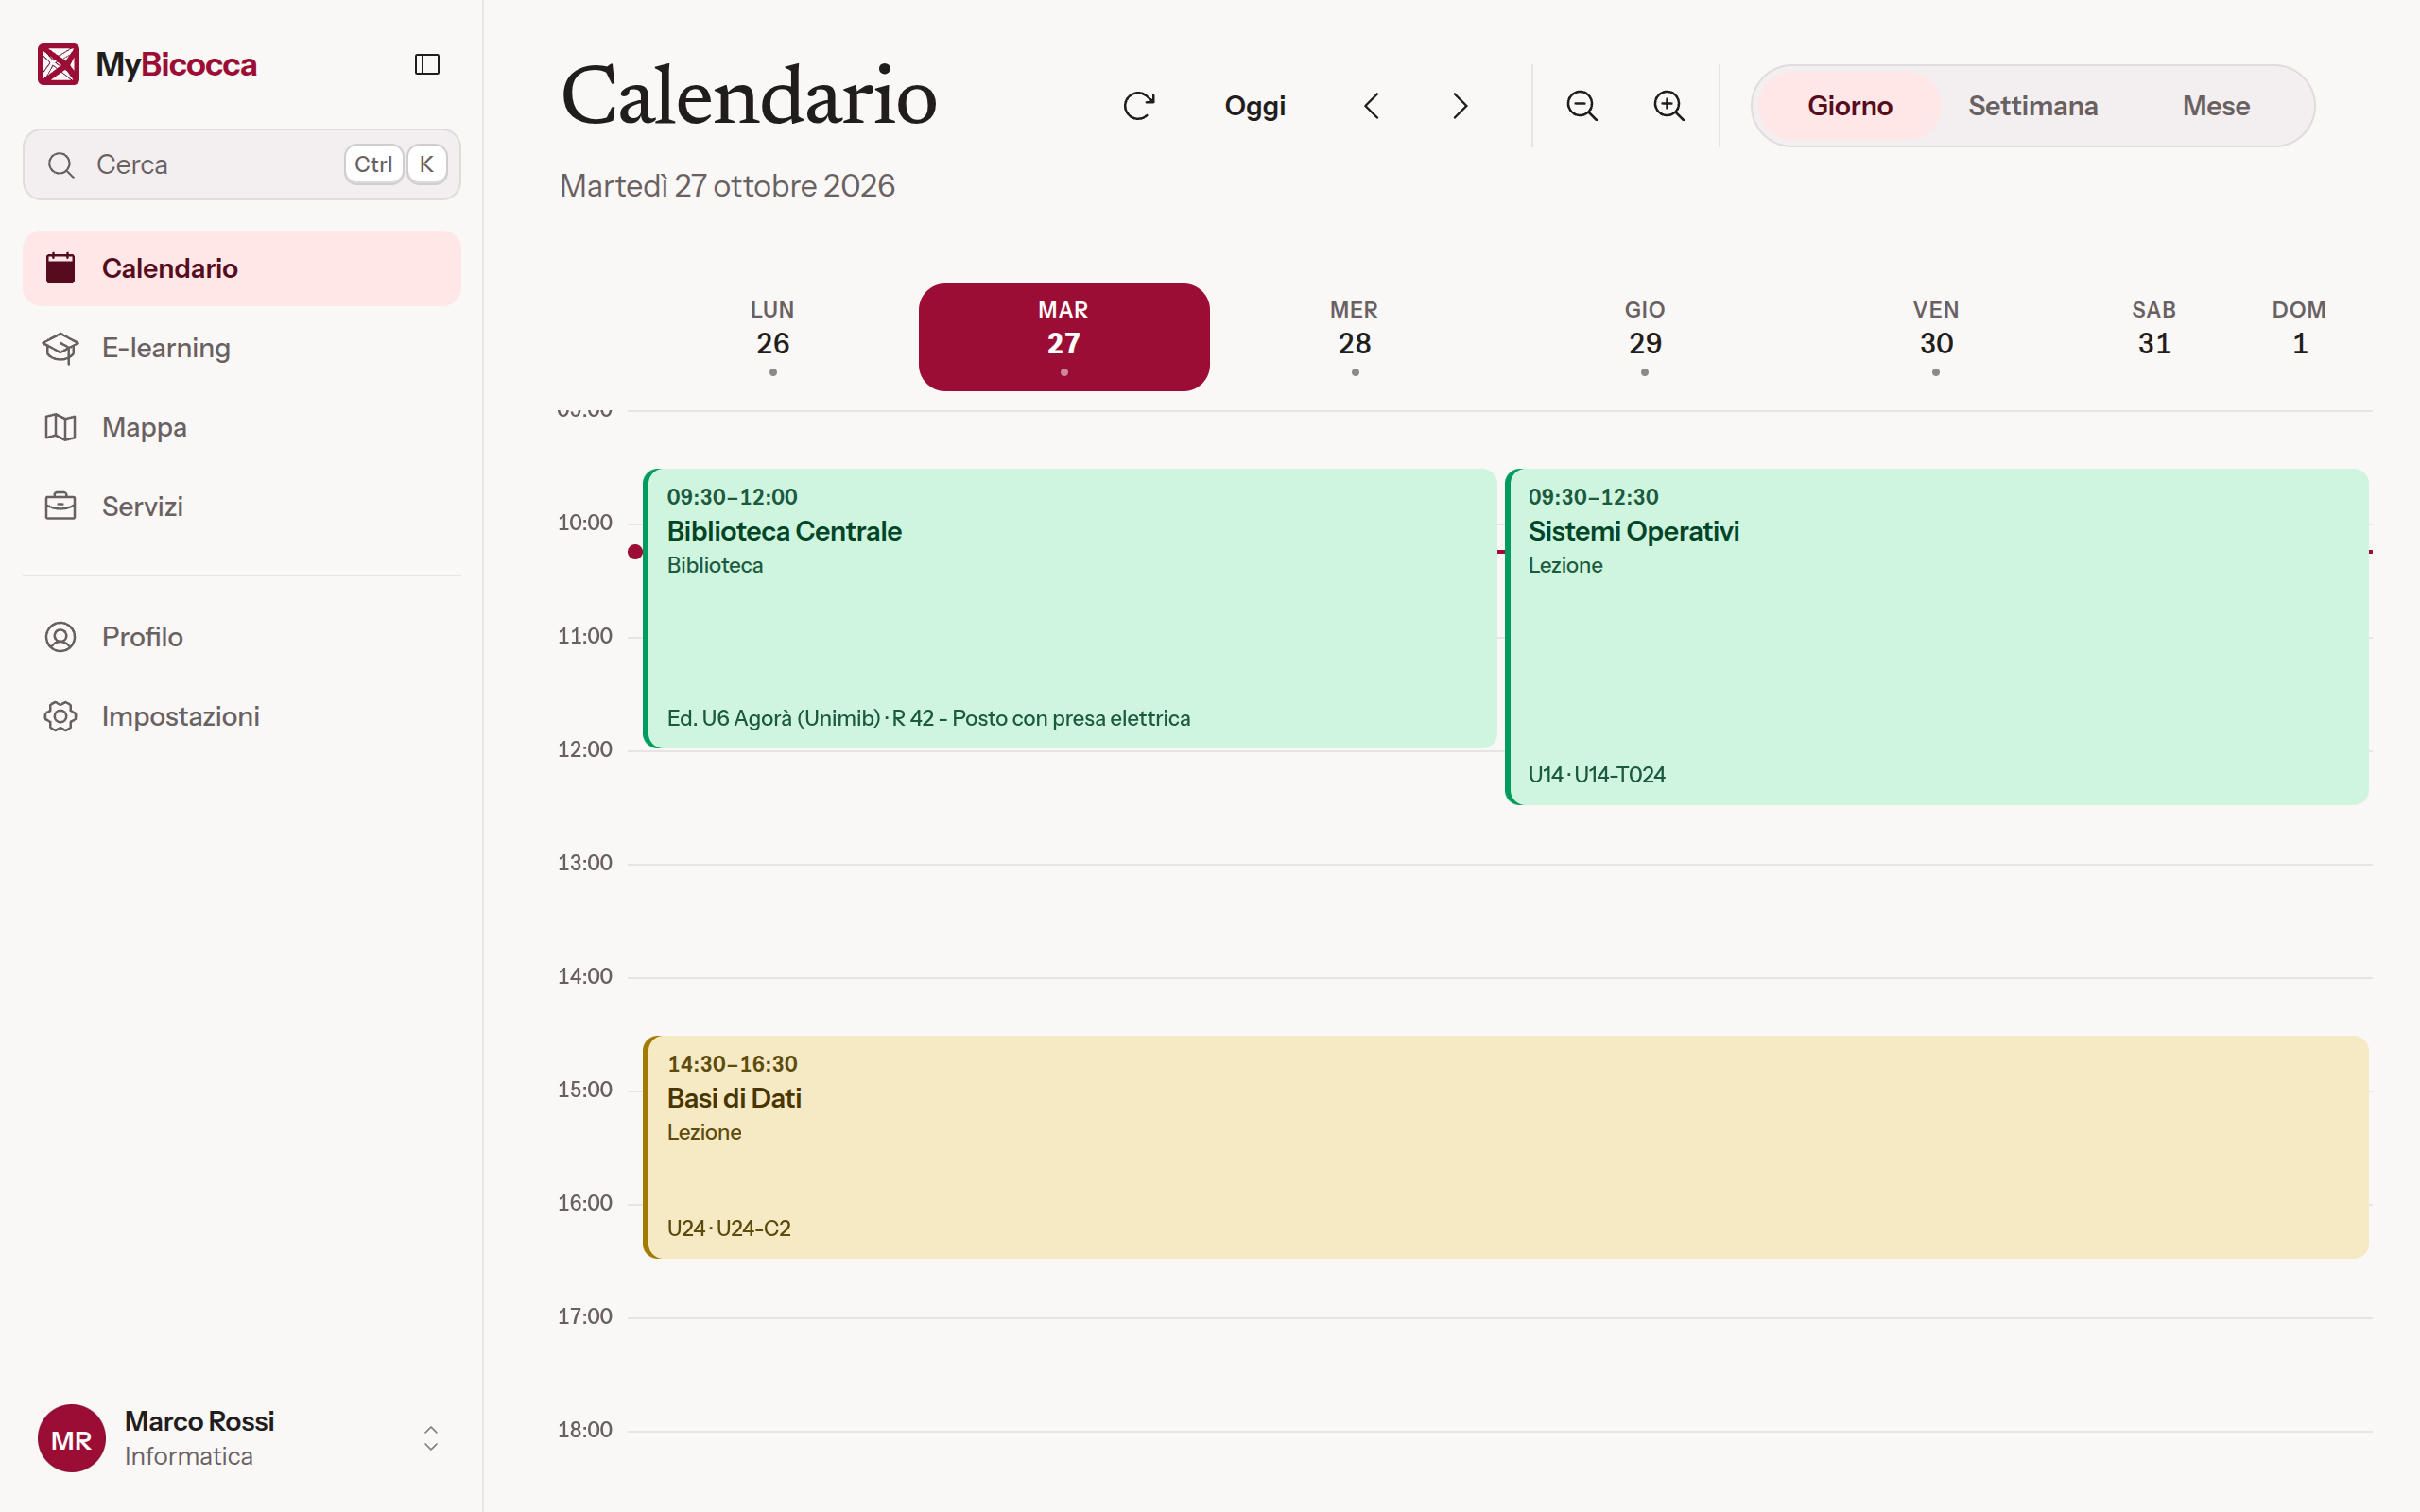 MyBicocca
Cerca
Ctrl K
Calendario
E-learning
Mappa
Servizi
Profilo
Impostazioni
Marco Rossi
Informatica
MR
Calendario
Martedì 27 ottobre 2026
Oggi
Giorno Settimana Mese
LUN MAR MER GIO VEN SAB DOM
26 27 28 29 30 31 1
09:00
10:00
11:00
12:00
13:00
14:00
15:00
16:00
17:00
18:00
09:30–12:00
Biblioteca Centrale
Biblioteca
Ed. U6 Agorà (Unimib) · R 42 - Posto con presa elettrica
09:30–12:30
Sistemi Operativi
Lezione
U14 · U14-T024
14:30–16:30
Basi di Dati
Lezione
U24 · U24-C2